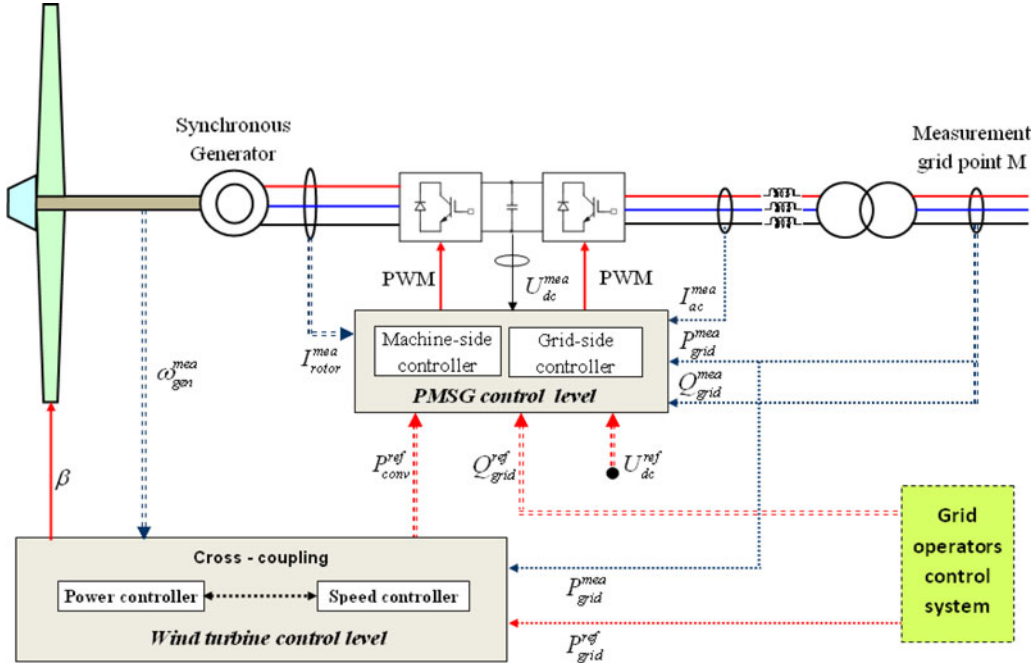 Synchronous
Generator
Measurement
grid point M
PWM
U_dc^mea
PWM
I_ac^mea
P_grid^mea
Q_grid^mea
I_rotor^mea
ω_gen^mea
Machine-side
controller
Grid-side
controller
PMSG control level
β
P_conv^ref
Q_grid^ref
U_dc^ref
Grid
operators
control
system
Cross - coupling
Power controller
Speed controller
Wind turbine control level
P_grid^mea
P_grid^ref